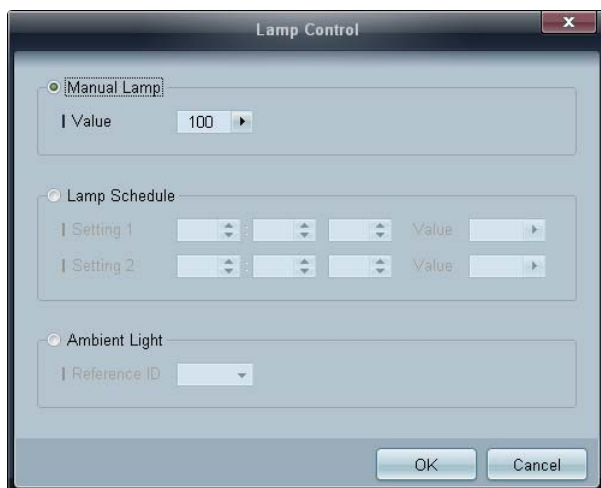 Lamp Control
Manual Lamp
Value 100
Lamp Schedule
Setting 1 : Value
Setting 2 : Value
Ambient Light
Reference ID
OK Cancel